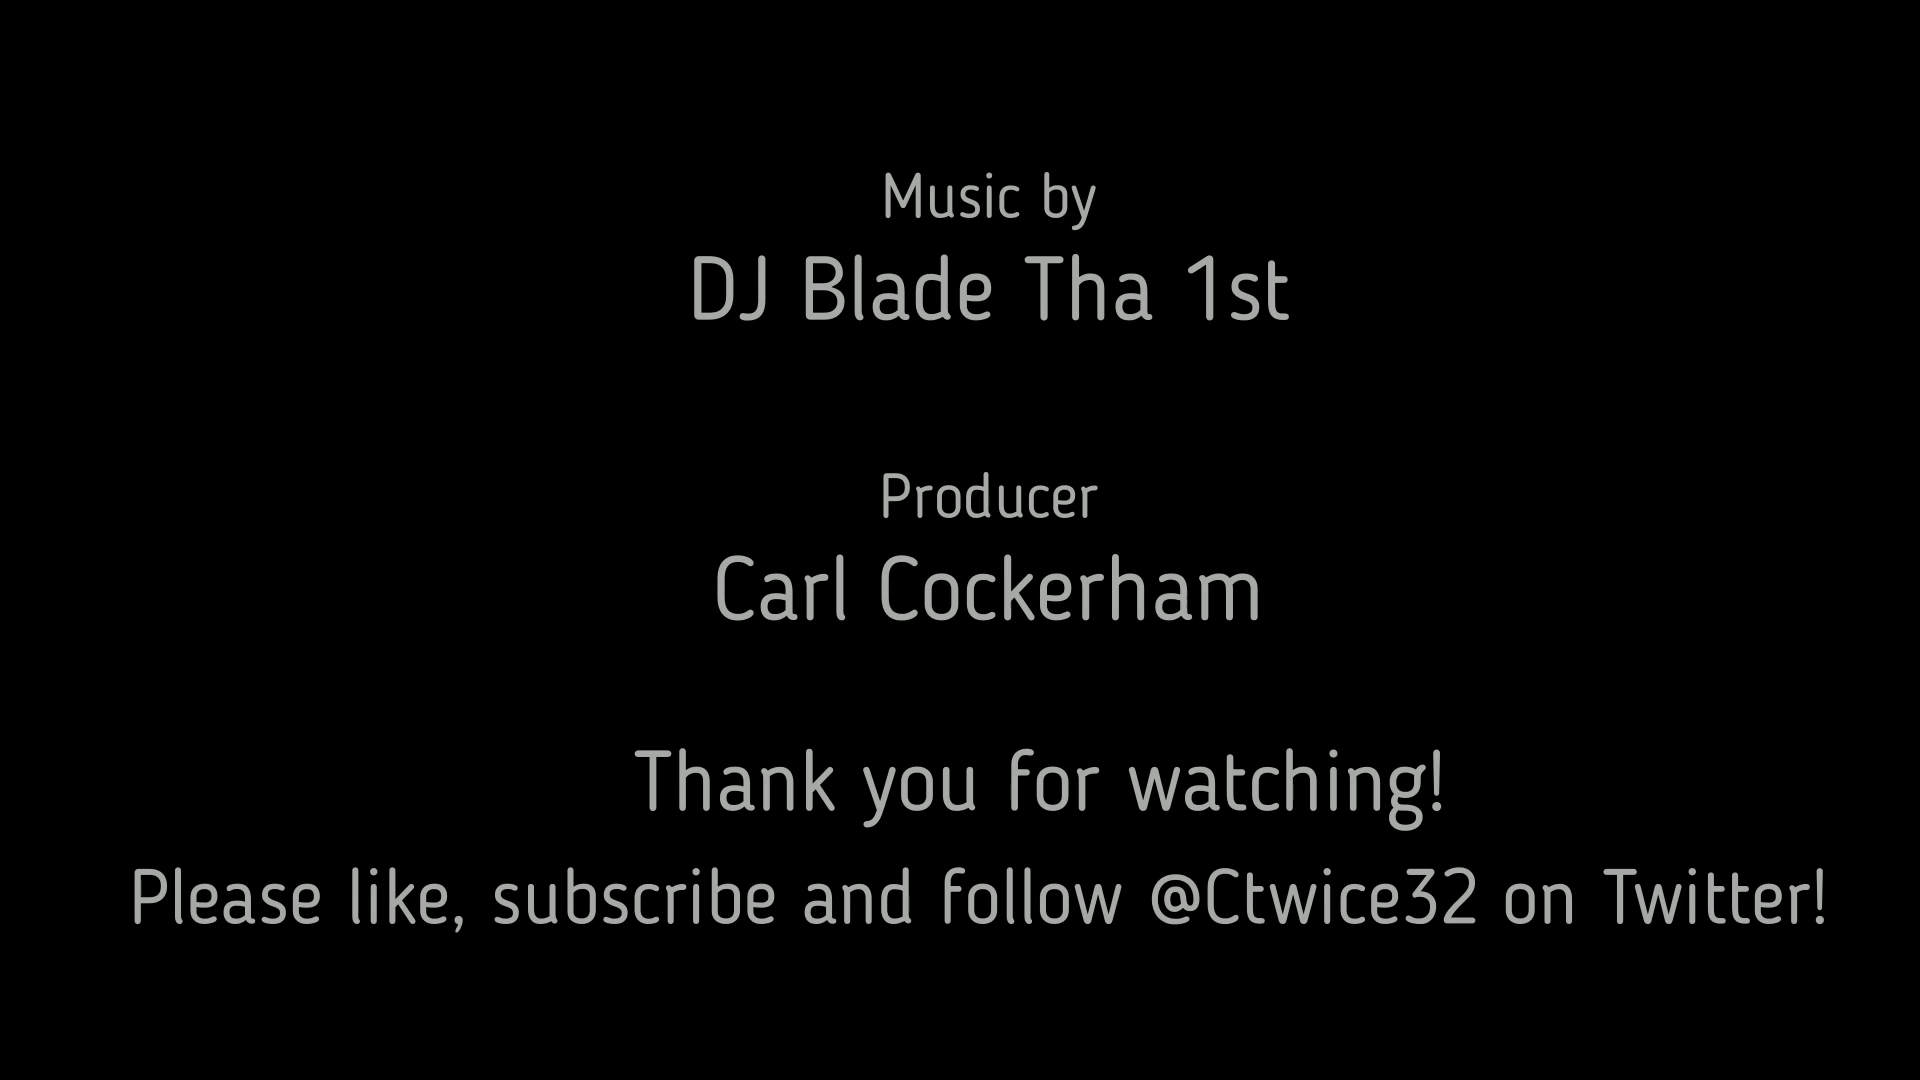 Music by
DJ Blade Tha 1st
Producer
Carl Cockerham
Thank you for watching!
Please like, subscribe and follow @Ctwice32 on Twitter!